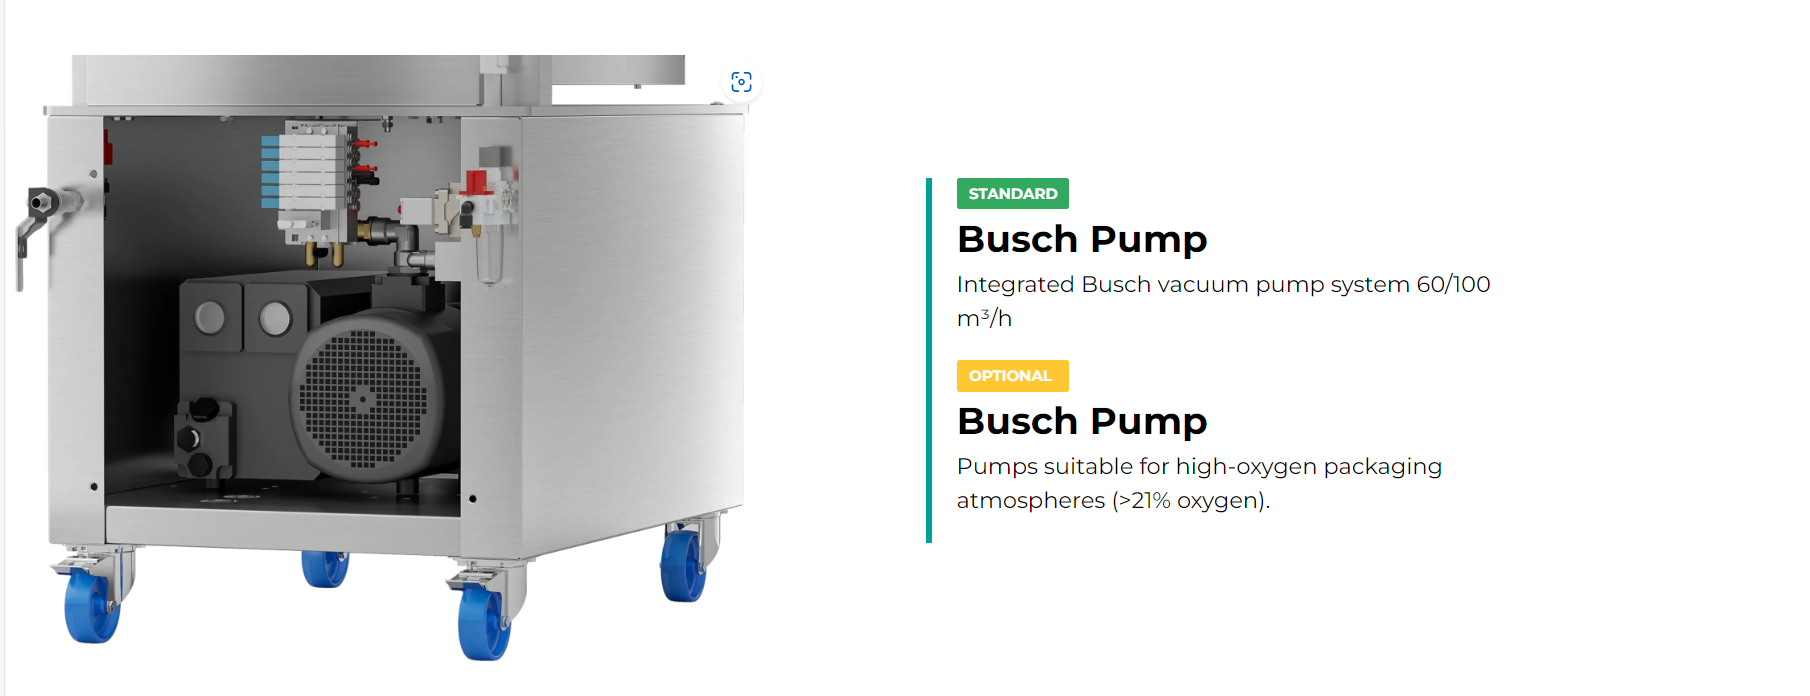 STANDARD
Busch Pump
Integrated Busch vacuum pump system 60/100
m³/h
OPTIONAL
Busch Pump
Pumps suitable for high-oxygen packaging
atmospheres (>21% oxygen).